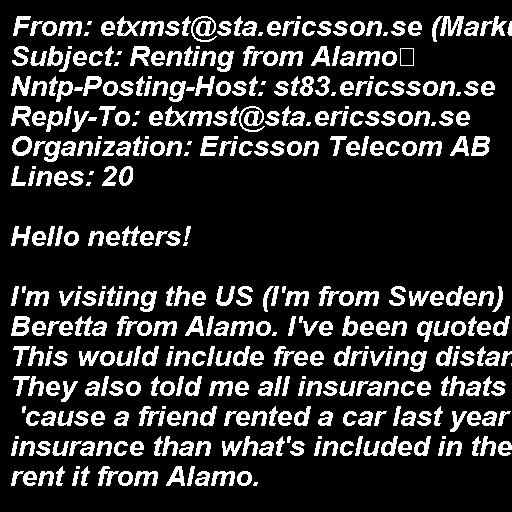 From: etxmst@sta.ericsson.se (Marku
Subject: Renting from Alamo
Nntp-Posting-Host: st83.ericsson.se
Reply-To: etxmst@sta.ericsson.se
Organization: Ericsson Telecom AB
Lines: 20

Hello netters!

I'm visiting the US (I'm from Sweden)
Beretta from Alamo. I've been quoted
This would include free driving distan
They also told me all insurance thats
'cause a friend rented a car last year
insurance than what's included in the
rent it from Alamo.